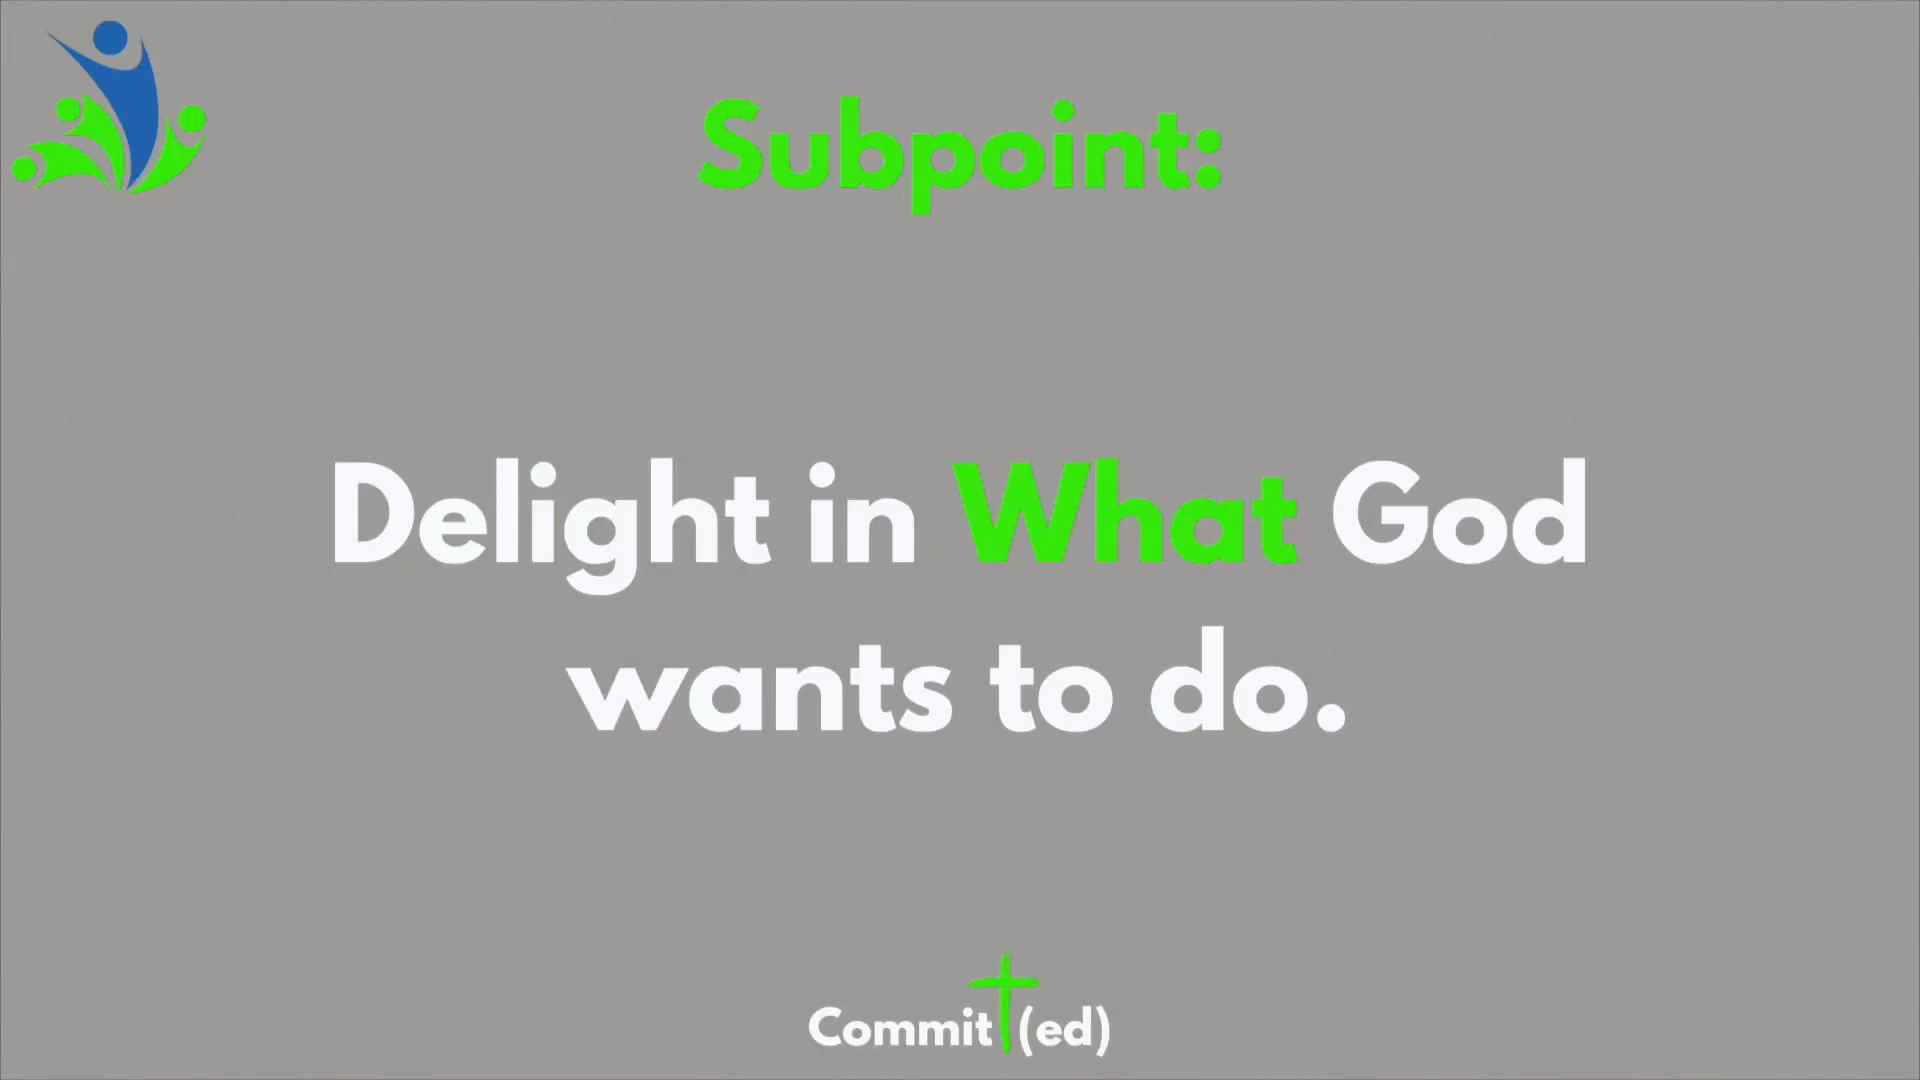 Subpoint:
Delight in What God
wants to do.
Commit†(ed)